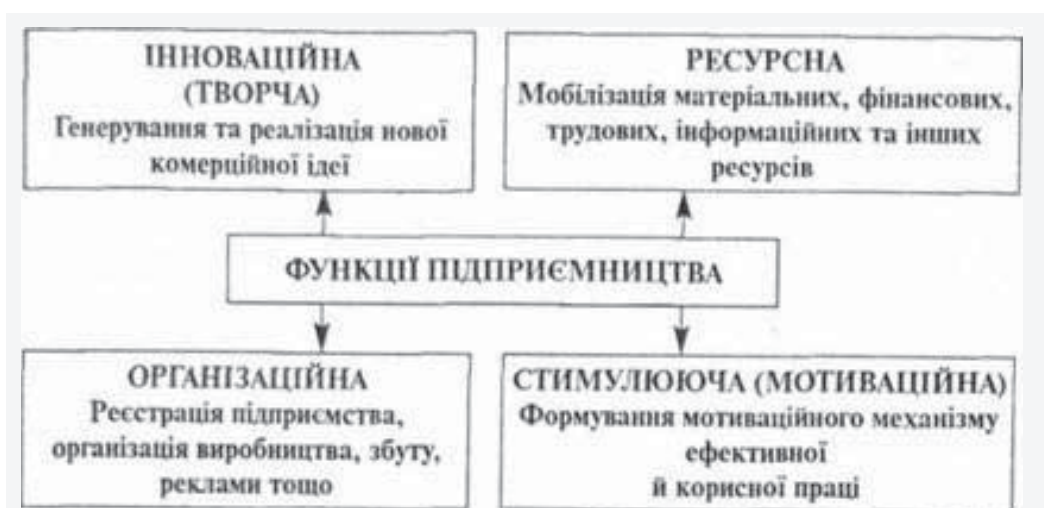 ІННОВАЦІЙНА
(ТВОРЧА)
Генерування та реалізація нової
комерційної ідеї
РЕСУРСНА
Мобілізація матеріальних, фінансових,
трудових, інформаційних та інших
ресурсів
ФУНКЦІЇ ПІДПРИЄМНИЦТВА
ОРГАНІЗАЦІЙНА
Реєстрація підприємства,
організація виробництва, збуту,
реклами тощо
СТИМУЛЮЮЧА (МОТИВАЦІЙНА)
Формування мотиваційного механізму
ефективної
й корисної праці